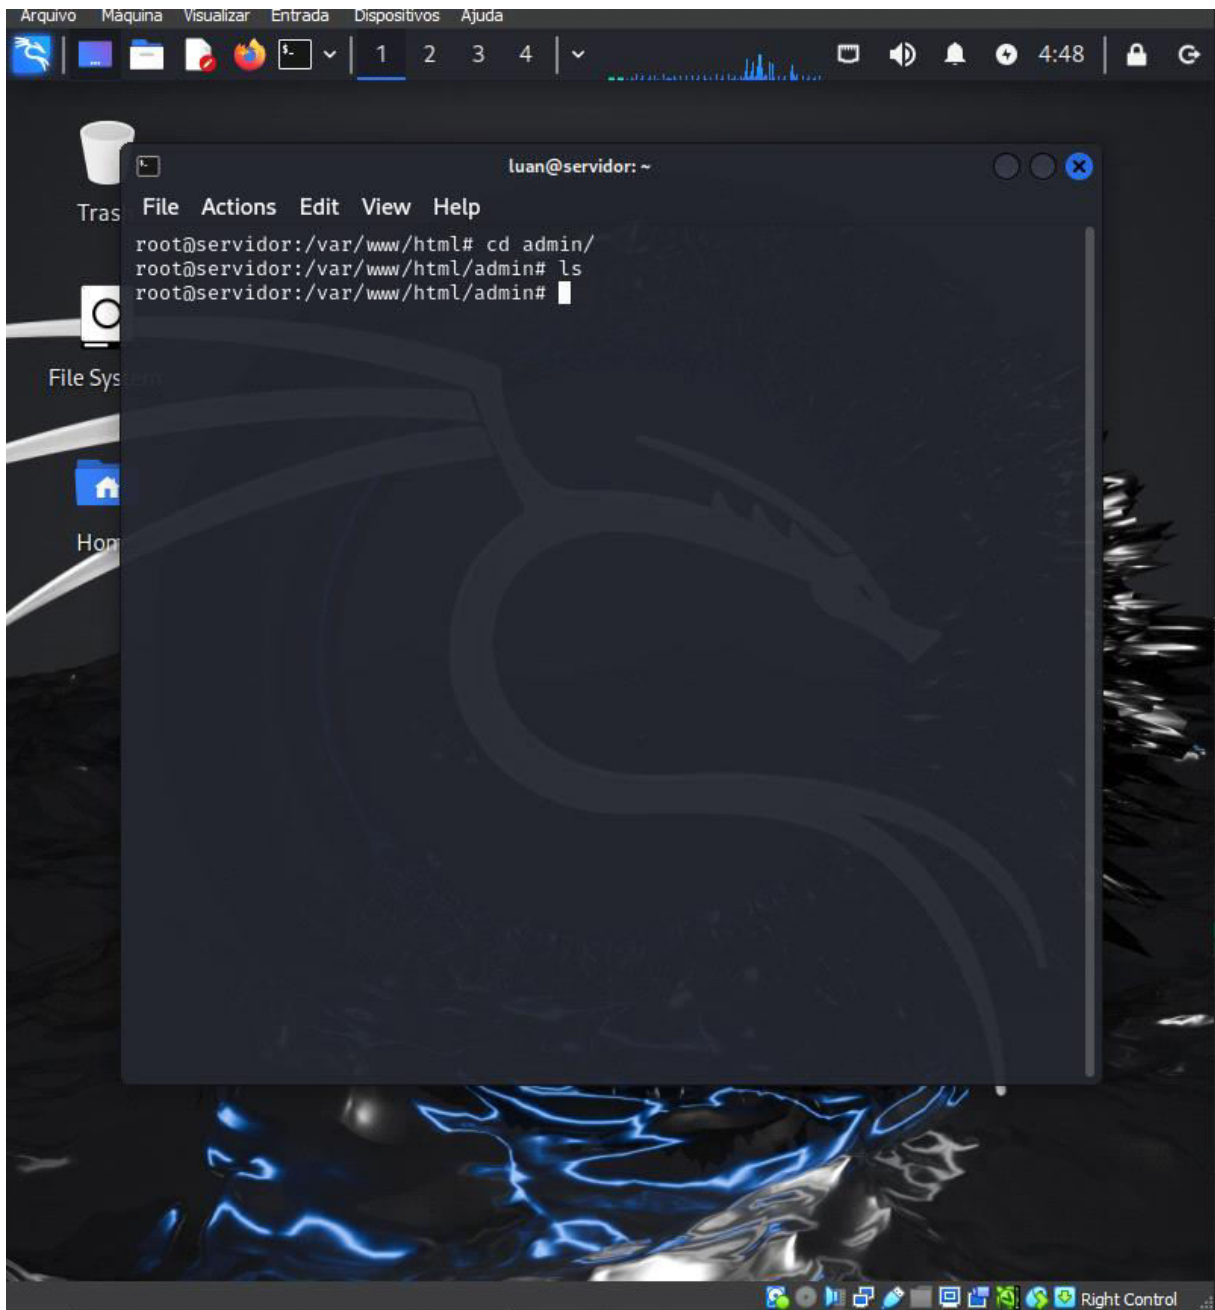 Arquivo Máquina Visualizar Entrada Dispositivos Ajuda
1 2 3 4 4:48
luan@servidor: ~
File Actions Edit View Help
root@servidor:/var/www/html# cd admin/
root@servidor:/var/www/html/admin# ls
root@servidor:/var/www/html/admin#
Tras
File System
Hom
Right Control